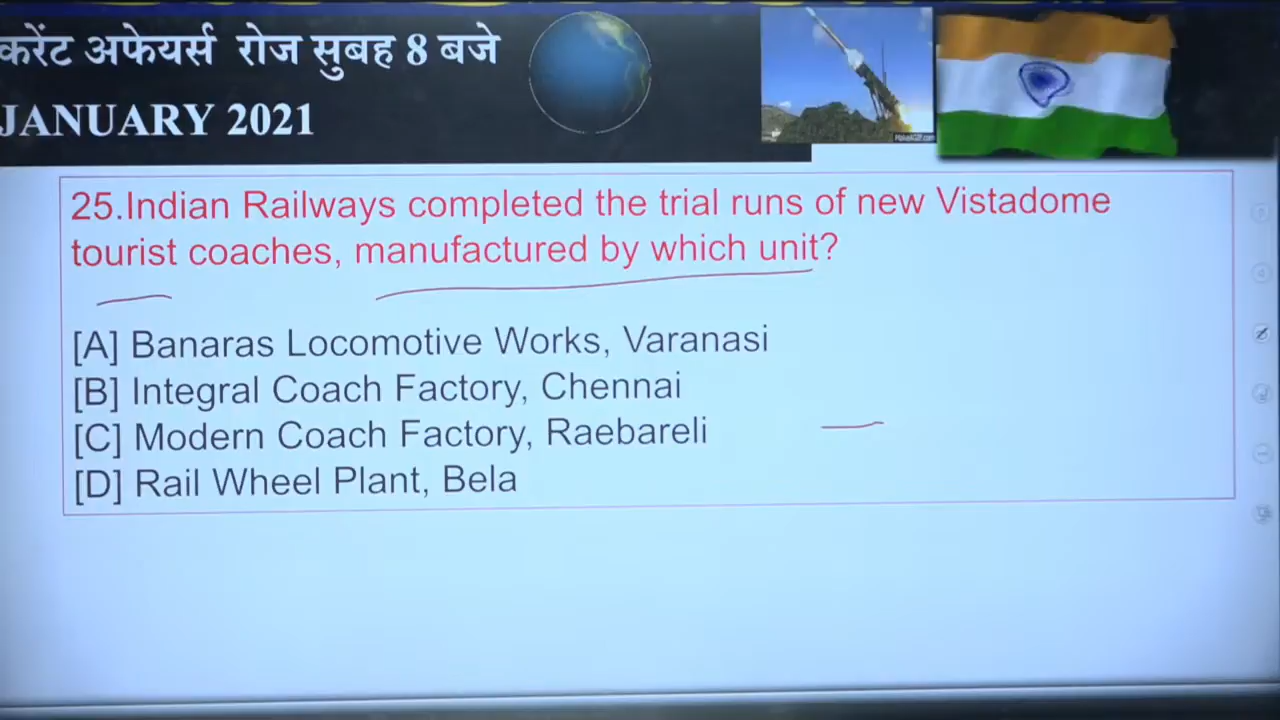 करेंट अफेयर्स रोज सुबह 8 बजे
JANUARY 2021
25.Indian Railways completed the trial runs of new Vistadome
tourist coaches, manufactured by which unit?
[A] Banaras Locomotive Works, Varanasi
[B] Integral Coach Factory, Chennai
[C] Modern Coach Factory, Raebareli
[D] Rail Wheel Plant, Bela